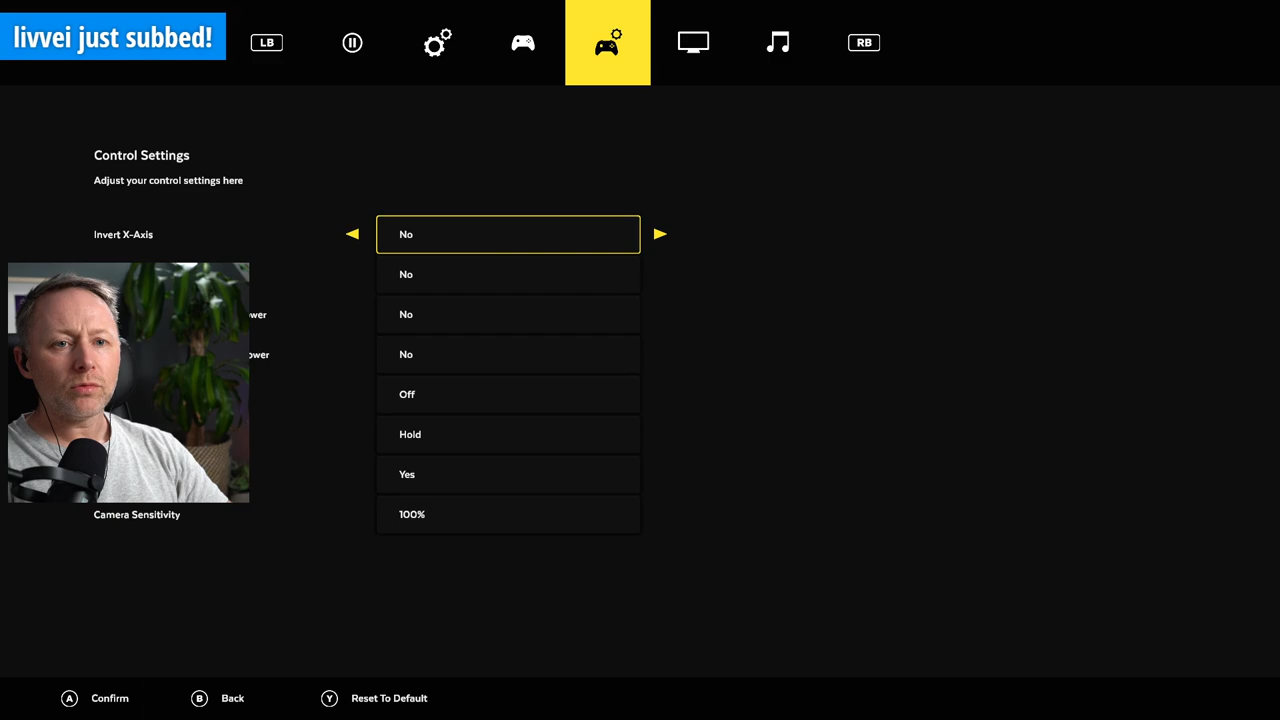 livvei just subbed!
LB
RB
Control Settings
Adjust your control settings here
Invert X-Axis
No
No
No
No
Off
Hold
Yes
Camera Sensitivity
100%
A Confirm
B Back
Y Reset To Default